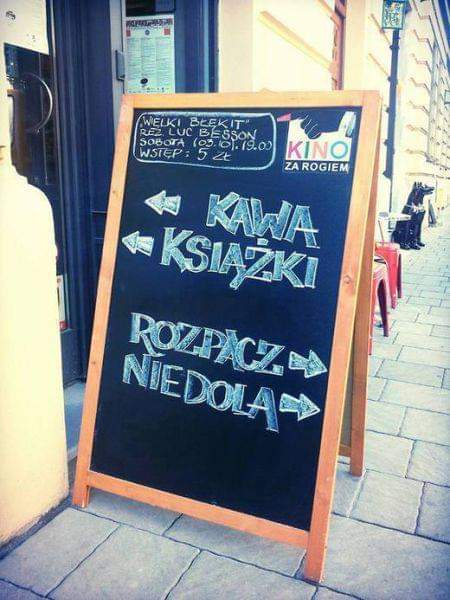 „WIELKI BŁĘKIT"
REŻ LUC BESSON
SOBOTA (03.10). 19.00
WSTĘP : 5 ZŁ
KINO
ZA ROGIEM
KAWA
KSIĄŻKI
ROZPACZ
NIEDOLA